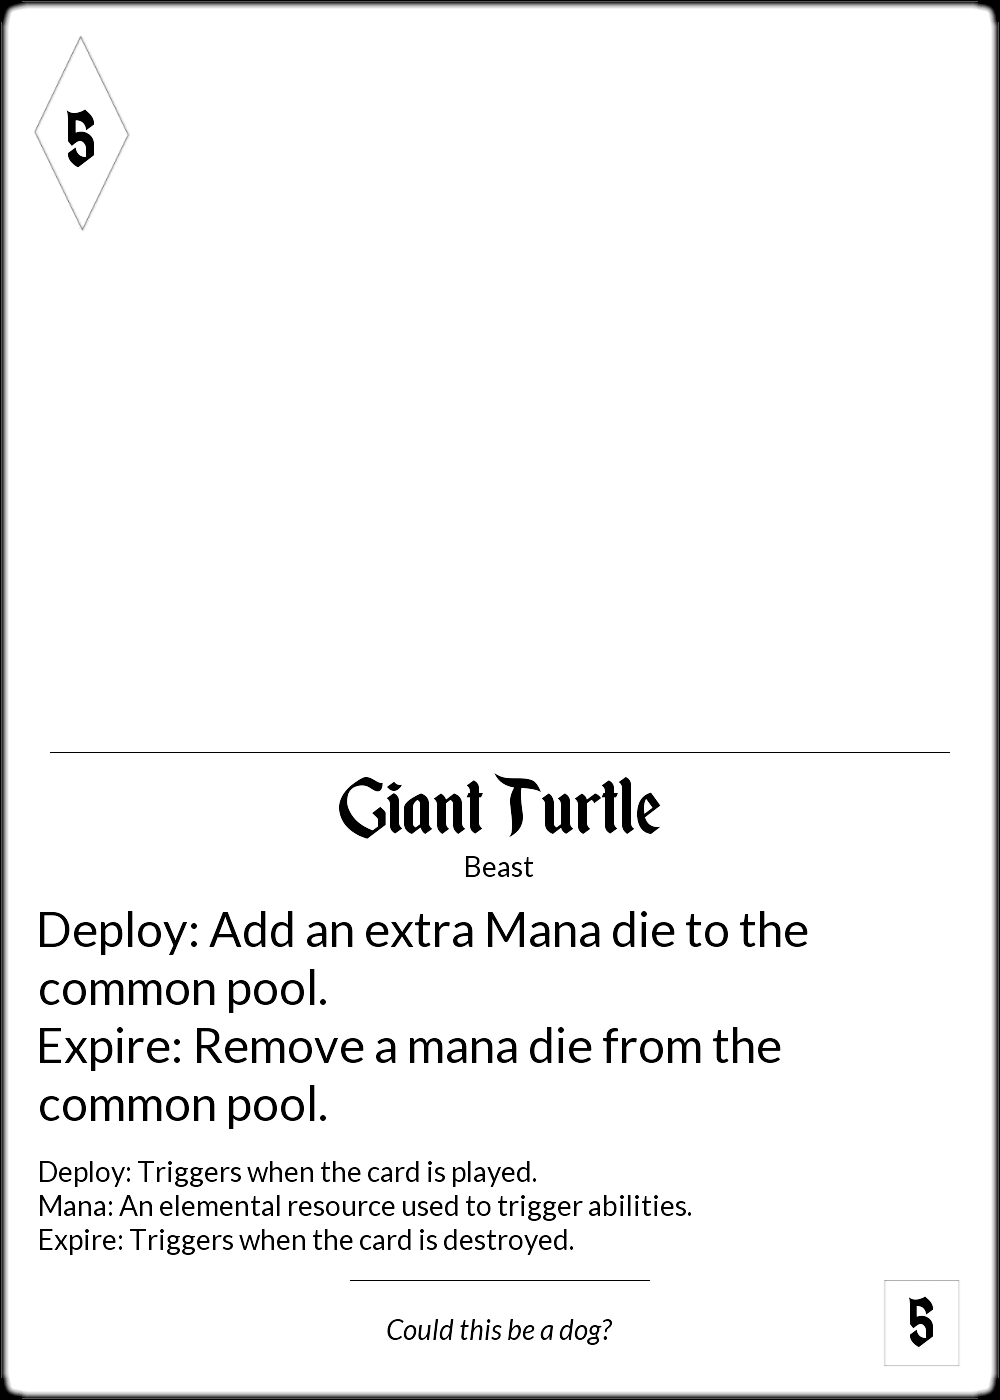 5
Giant Turtle
Beast
Deploy: Add an extra Mana die to the
common pool.
Expire: Remove a mana die from the
common pool.
Deploy: Triggers when the card is played.
Mana: An elemental resource used to trigger abilities.
Expire: Triggers when the card is destroyed.
Could this be a dog?
5